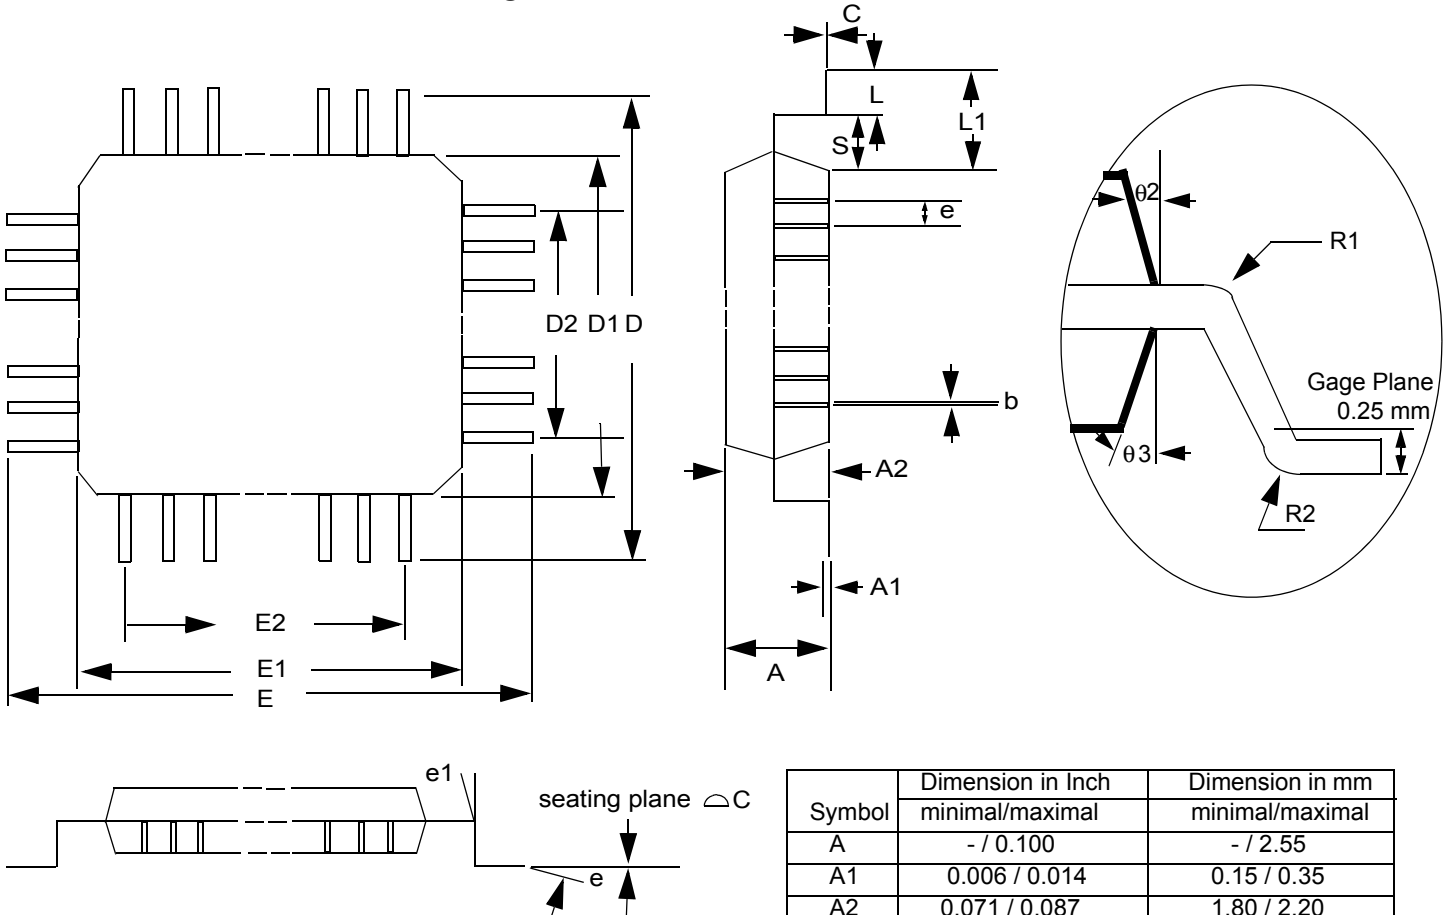 C
L
L1
S
e
θ2
R1
D2 D1 D
Gage Plane
0.25 mm
b
θ3
A2
R2
A1
E2
E1
A
E
e1
seating plane ⌓ C
e
Symbol
Dimension in Inch
Dimension in mm
minimal/maximal
minimal/maximal
A
- / 0.100
- / 2.55
A1
0.006 / 0.014
0.15 / 0.35
A2
0.071 / 0.087
1.80 / 2.20